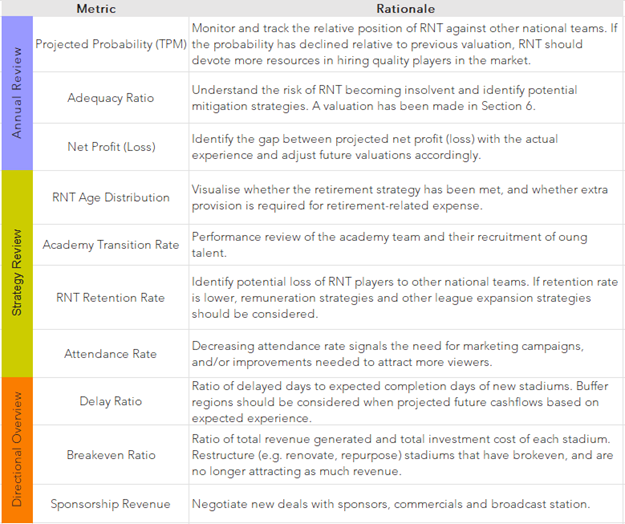 Metric Rationale
Annual Review
Projected Probability (TPM)
Monitor and track the relative position of RNT against other national teams. If
the probability has declined relative to previous valuation, RNT should
devote more resources in hiring quality players in the market.
Adequacy Ratio
Understand the risk of RNT becoming insolvent and identify potential
mitigation strategies. A valuation has been made in Section 6.
Net Profit (Loss)
Identify the gap between projected net profit (loss) with the actual
experience and adjust future valuations accordingly.
Strategy Review
RNT Age Distribution
Visualise whether the retirement strategy has been met, and whether extra
provision is required for retirement-related expense.
Academy Transition Rate
Performance review of the academy team and their recruitment of oung
talent.
RNT Retention Rate
Identify potential loss of RNT players to other national teams. If retention rate
is lower, remuneration strategies and other league expansion strategies
should be considered.
Attendance Rate
Decreasing attendance rate signals the need for marketing campaigns,
and/or improvements needed to attract more viewers.
Directional Overview
Delay Ratio
Ratio of delayed days to expected completion days of new stadiums. Buffer
regions should be considered when projected future cashflows based on
expected experience.
Breakeven Ratio
Ratio of total revenue generated and total investment cost of each stadium.
Restructure (e.g. renovate, repurpose) stadiums that have brokeven, and are
no longer attracting as much revenue.
Sponsorship Revenue
Negotiate new deals with sponsors, commercials and broadcast station.